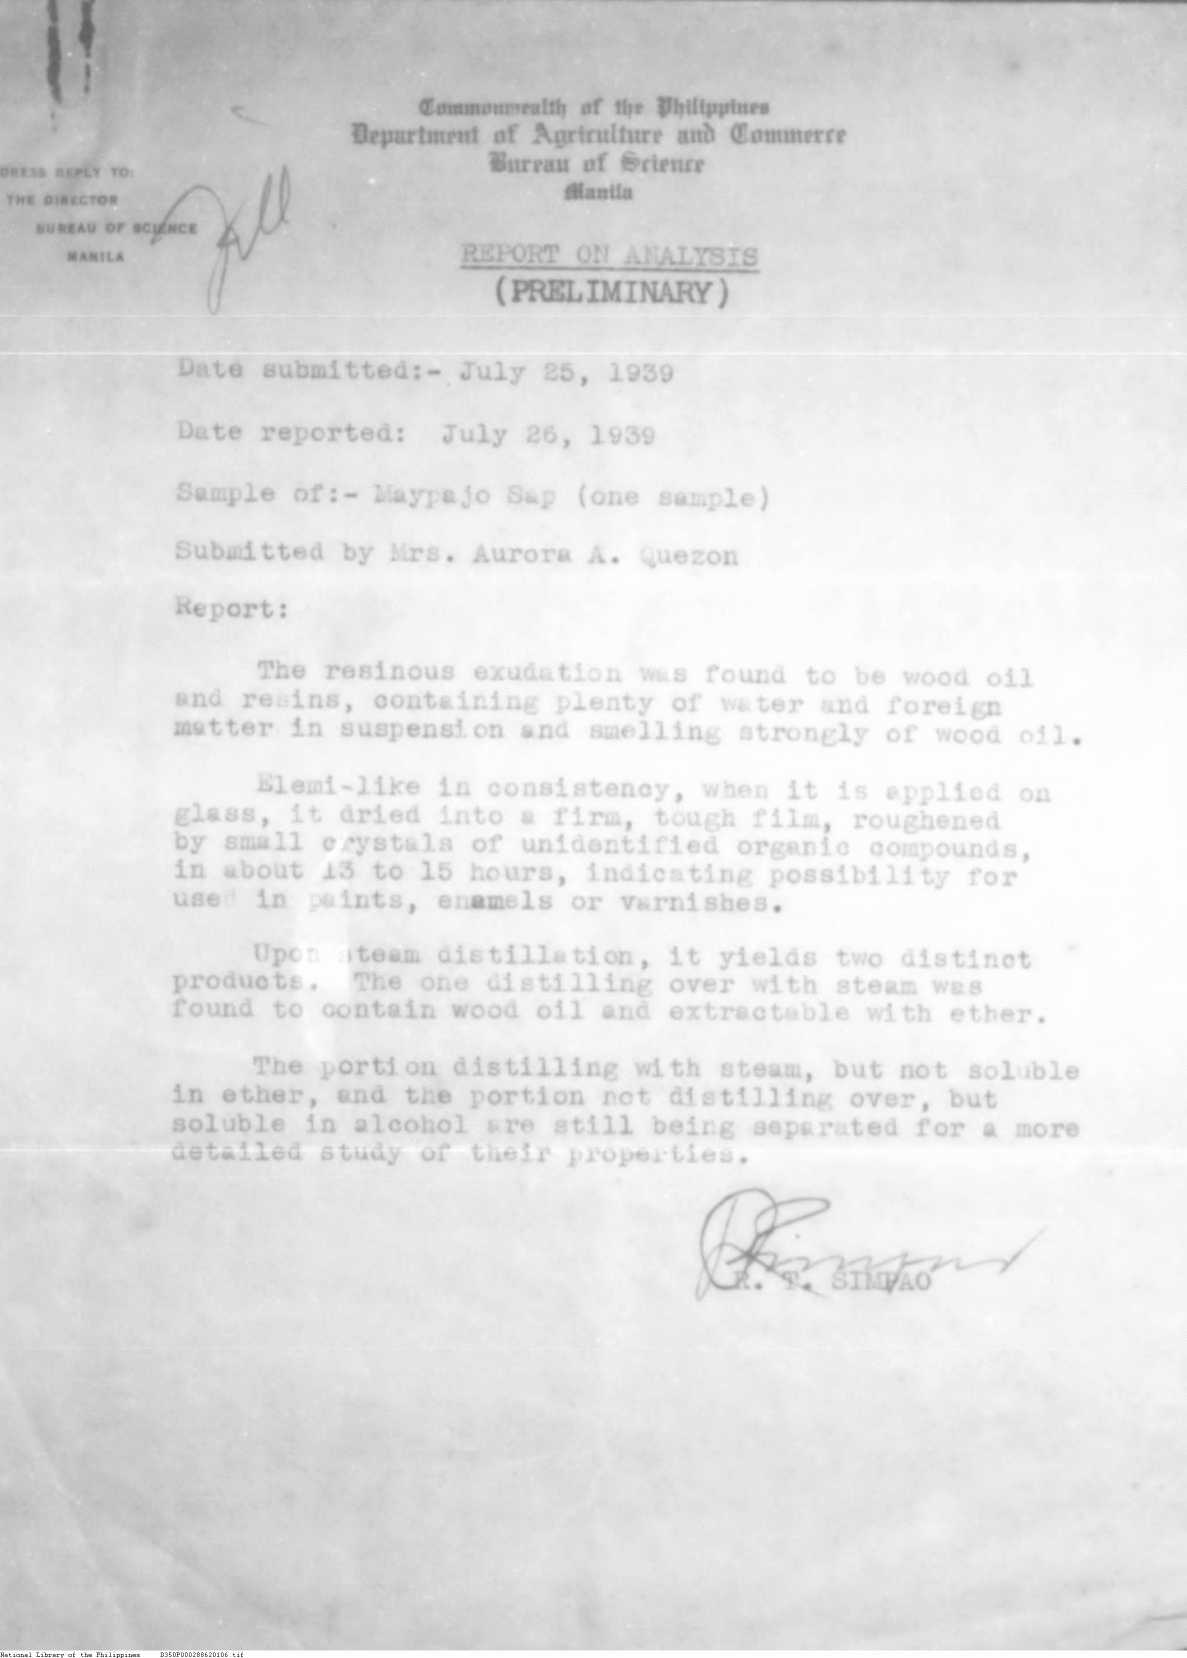 Commonwealth of the Philippines
Department of Agriculture and Commerce
Bureau of Science
Manila
DRESS REPLY TO:
THE DIRECTOR
BUREAU OF SCIENCE
MANILA
REPORT ON ANALYSIS
(PRELIMINARY)
Date submitted:- July 25, 1939
Date reported: July 26, 1939
Sample of:- Maypajo Sap (one sample)
Submitted by Mrs. Aurora A. Quezon
Report:
The resinous exudation was found to be wood oil
and resins, containing plenty of water and foreign
matter in suspension and smelling strongly of wood oil.
Elemi-like in consistency, when it is applied on
glass, it dried into a firm, tough film, roughened
by small crystals of unidentified organic compounds,
in about 13 to 15 hours, indicating possibility for
used in paints, enamels or varnishes.
Upon steam distillation, it yields two distinct
products. The one distilling over with steam was
found to contain wood oil and extractable with ether.
The portion distilling with steam, but not soluble
in ether, and the portion not distilling over, but
soluble in alcohol are still being separated for a more
detailed study of their properties.
R. T. SIMPAO
National Library of the Philippines D350P000288620106.tif